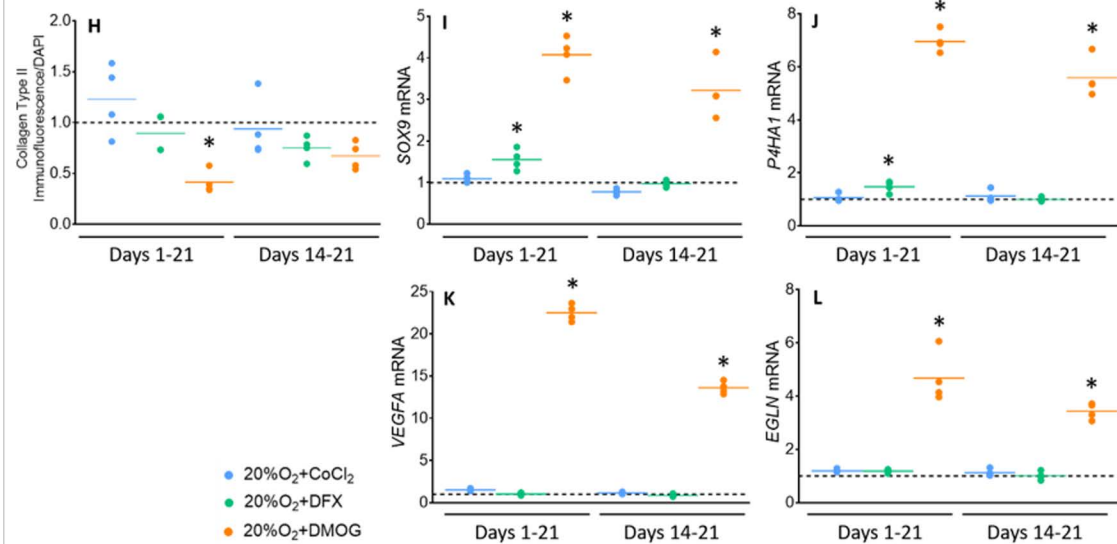 H
Collagen Type II
Immunofluorescence/DAPI
2.0
1.5
1.0
0.5
0.0
*
Days 1-21
Days 14-21
I
SOX9 mRNA
5
4
3
2
1
0
*
*
*
Days 1-21
Days 14-21
J
P4HA1 mRNA
8
6
4
2
0
*
*
*
Days 1-21
Days 14-21
K
VEGFA mRNA
25
20
15
10
5
0
*
*
Days 1-21
Days 14-21
L
EGLN mRNA
8
6
4
2
0
*
*
Days 1-21
Days 14-21
20%O₂+CoCl₂
20%O₂+DFX
20%O₂+DMOG